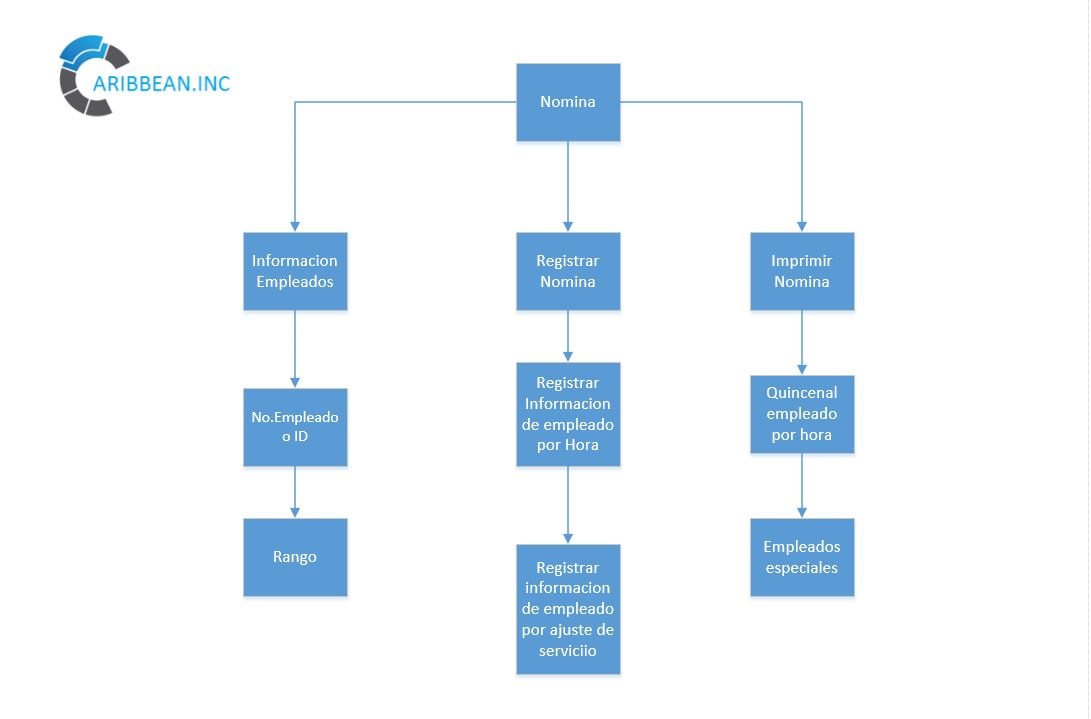 ARIBBEAN.INC
Nomina
Informacion
Empleados
Registrar
Nomina
Imprimir
Nomina
No.Empleado
o ID
Registrar
Informacion
de empleado
por Hora
Quincenal
empleado
por hora
Rango
Registrar
informacion
de empleado
por ajuste de
serviciio
Empleados
especiales